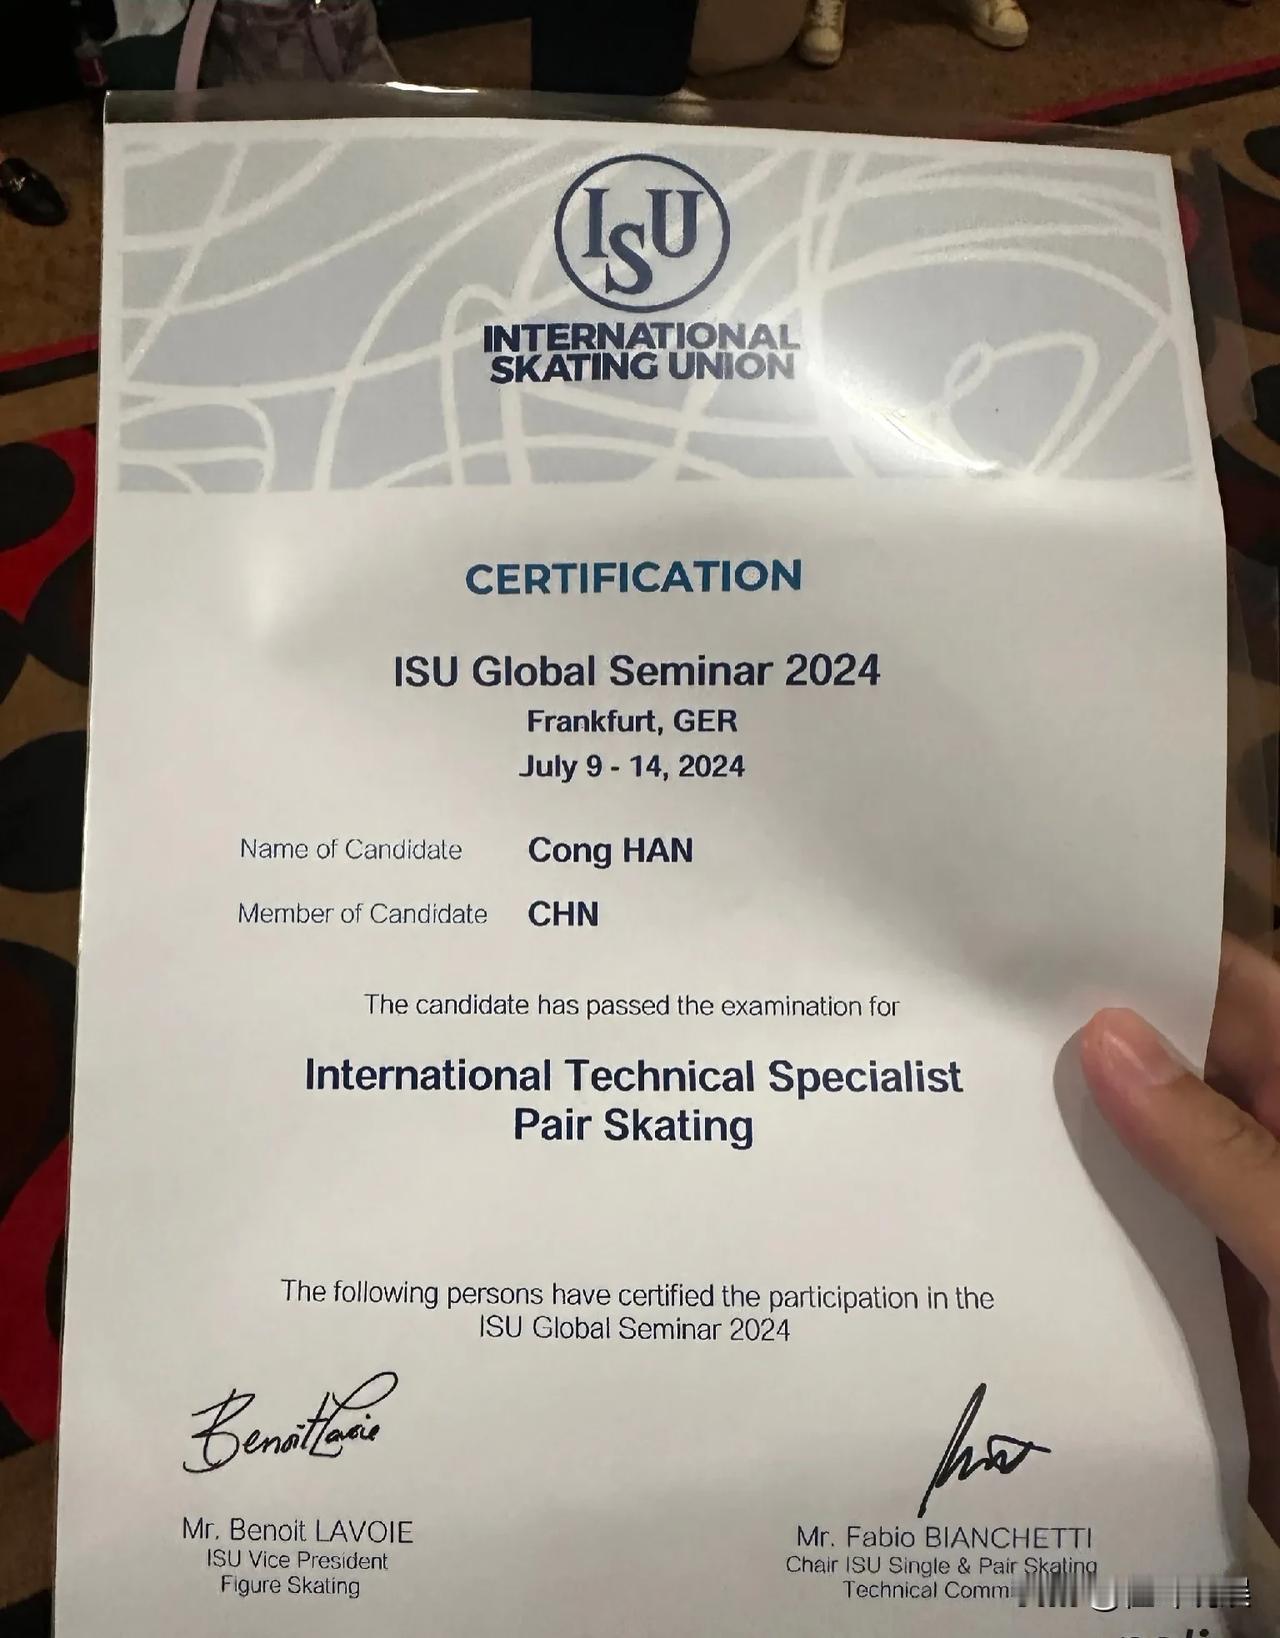 ISU
INTERNATIONAL
SKATING UNION
CERTIFICATION
ISU Global Seminar 2024
Frankfurt, GER
July 9 - 14, 2024
Name of Candidate Cong HAN
Member of Candidate CHN
The candidate has passed the examination for
International Technical Specialist
Pair Skating
The following persons have certified the participation in the
ISU Global Seminar 2024
Benoit Lavoie
Mr. Benoit LAVOIE
ISU Vice President
Figure Skating
Mr. Fabio BIANCHETTI
Chair ISU Single & Pair Skating
Technical